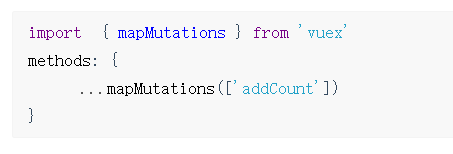 import { mapMutations } from 'vuex'
methods: {
    ...mapMutations(['addCount'])
}